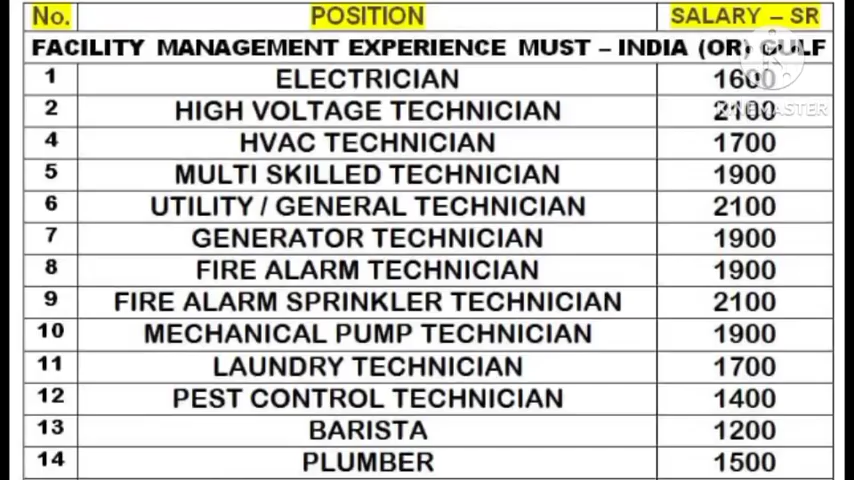 No. POSITION SALARY – SR
FACILITY MANAGEMENT EXPERIENCE MUST – INDIA (OR) GULF
1 ELECTRICIAN 1600
2 HIGH VOLTAGE TECHNICIAN 2100
4 HVAC TECHNICIAN 1700
5 MULTI SKILLED TECHNICIAN 1900
6 UTILITY / GENERAL TECHNICIAN 2100
7 GENERATOR TECHNICIAN 1900
8 FIRE ALARM TECHNICIAN 1900
9 FIRE ALARM SPRINKLER TECHNICIAN 2100
10 MECHANICAL PUMP TECHNICIAN 1900
11 LAUNDRY TECHNICIAN 1700
12 PEST CONTROL TECHNICIAN 1400
13 BARISTA 1200
14 PLUMBER 1500
KINEMASTER